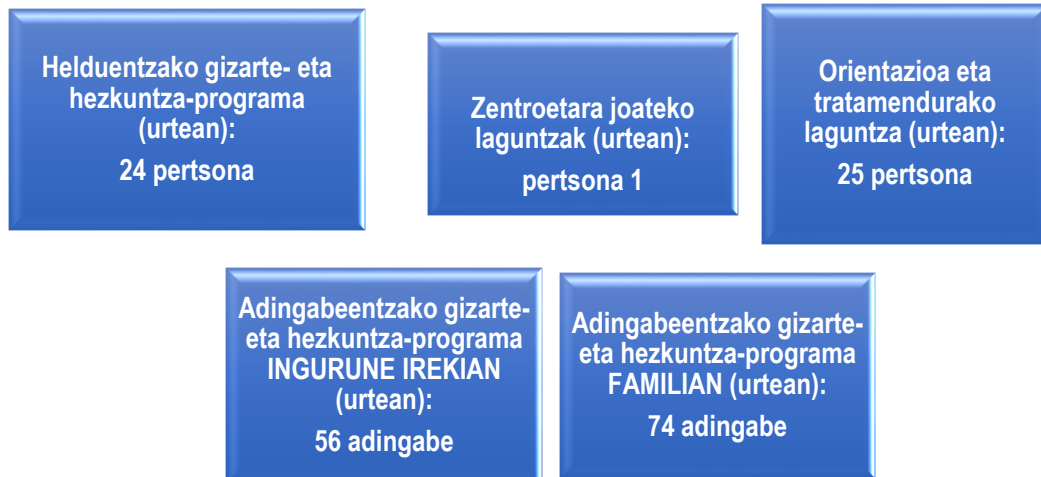 Helduentzako gizarte- eta
hezkuntza-programa
(urtean):
24 pertsona
Zentroetara joateko
laguntzak (urtean):
pertsona 1
Orientazioa eta
tratamendurako
laguntza (urtean):
25 pertsona
Adingabeentzako gizarte-
eta hezkuntza-programa
INGURUNE IREKIAN
(urtean):
56 adingabe
Adingabeentzako gizarte-
eta hezkuntza-programa
FAMILIAN (urtean):
74 adingabe